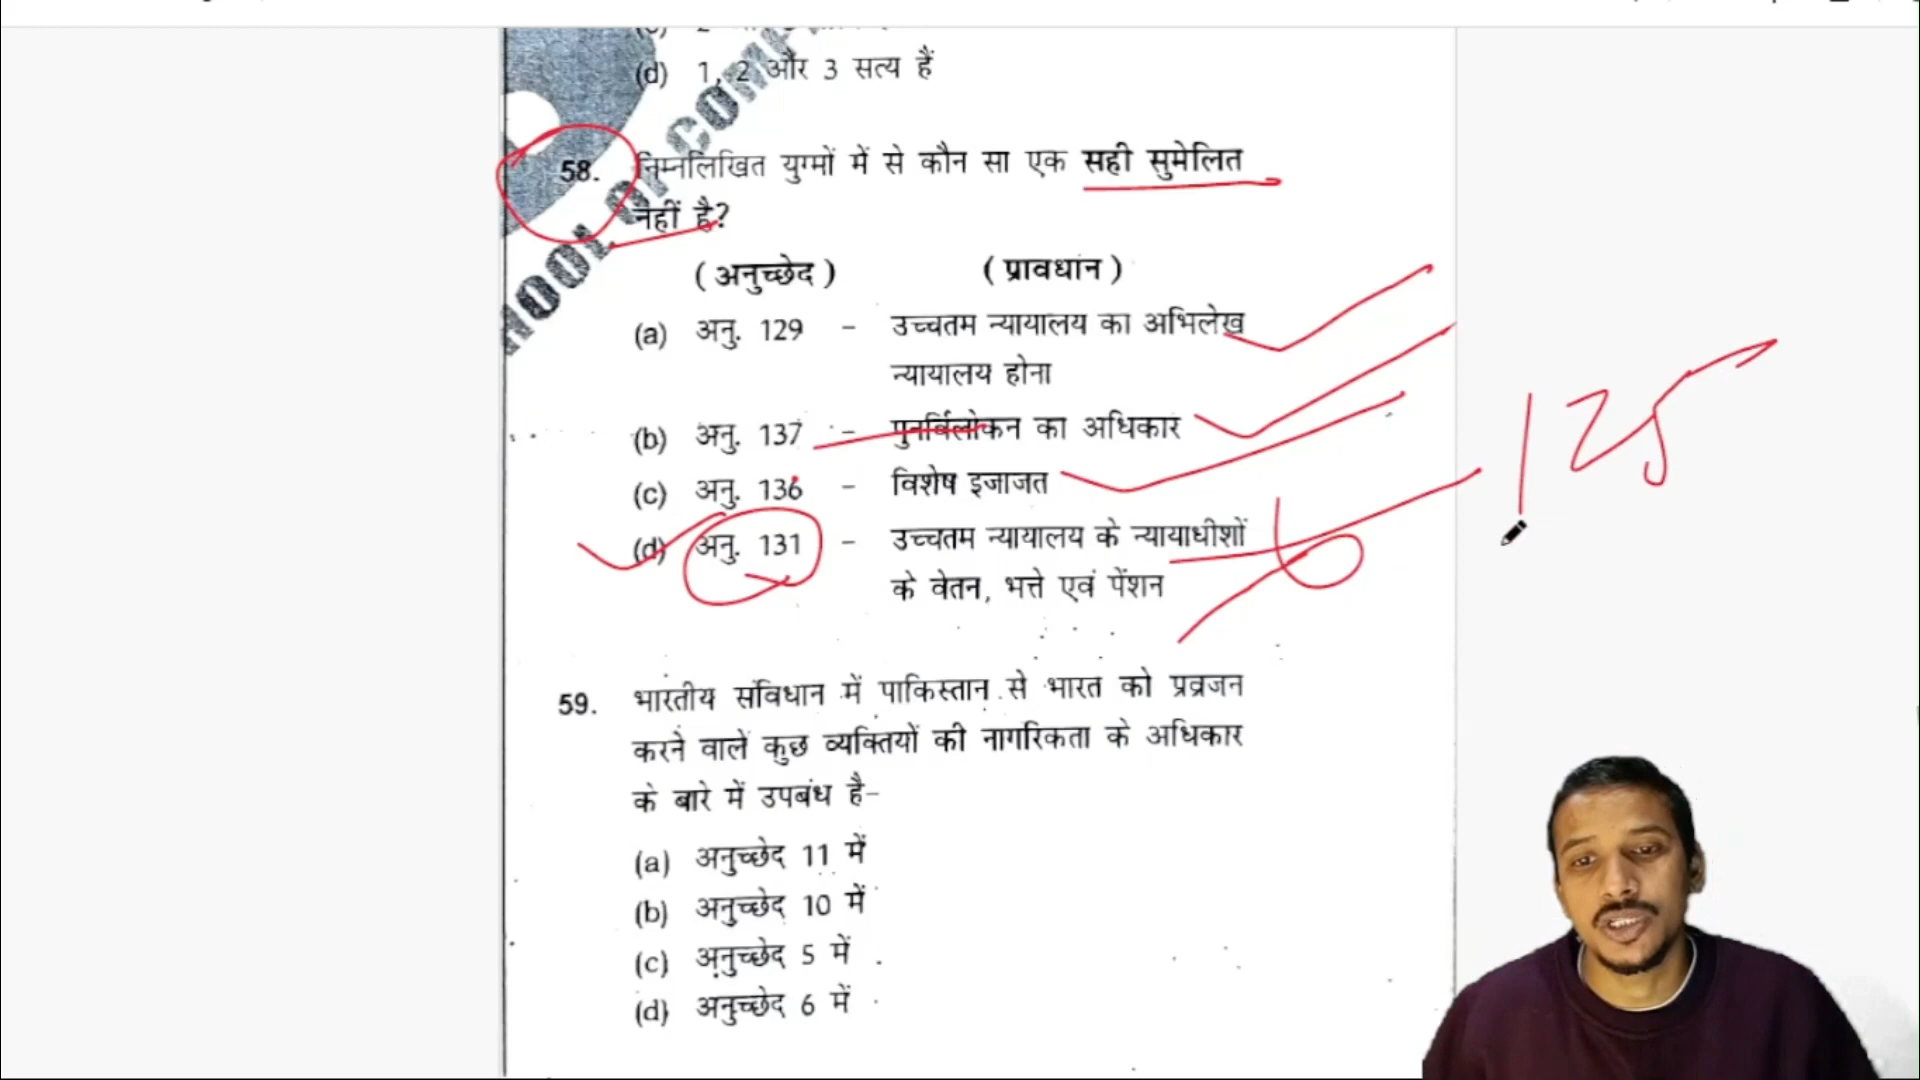 (d) 1, 2 और 3 सत्य हैं
58. निम्नलिखित युग्मों में से कौन सा एक सही सुमेलित
नहीं है?
(अनुच्छेद) (प्रावधान)
(a) अनु. 129 - उच्चतम न्यायालय का अभिलेख
न्यायालय होना
(b) अनु. 137 - पुनर्विलोकन का अधिकार
(c) अनु. 136 - विशेष इजाजत
(d) अनु. 131 - उच्चतम न्यायालय के न्यायाधीशों
के वेतन, भत्ते एवं पेंशन
125
59. भारतीय संविधान में पाकिस्तान से भारत को प्रव्रजन
करने वाले कुछ व्यक्तियों की नागरिकता के अधिकार
के बारे में उपबंध है-
(a) अनुच्छेद 11 में
(b) अनुच्छेद 10 में
(c) अनुच्छेद 5 में
(d) अनुच्छेद 6 में